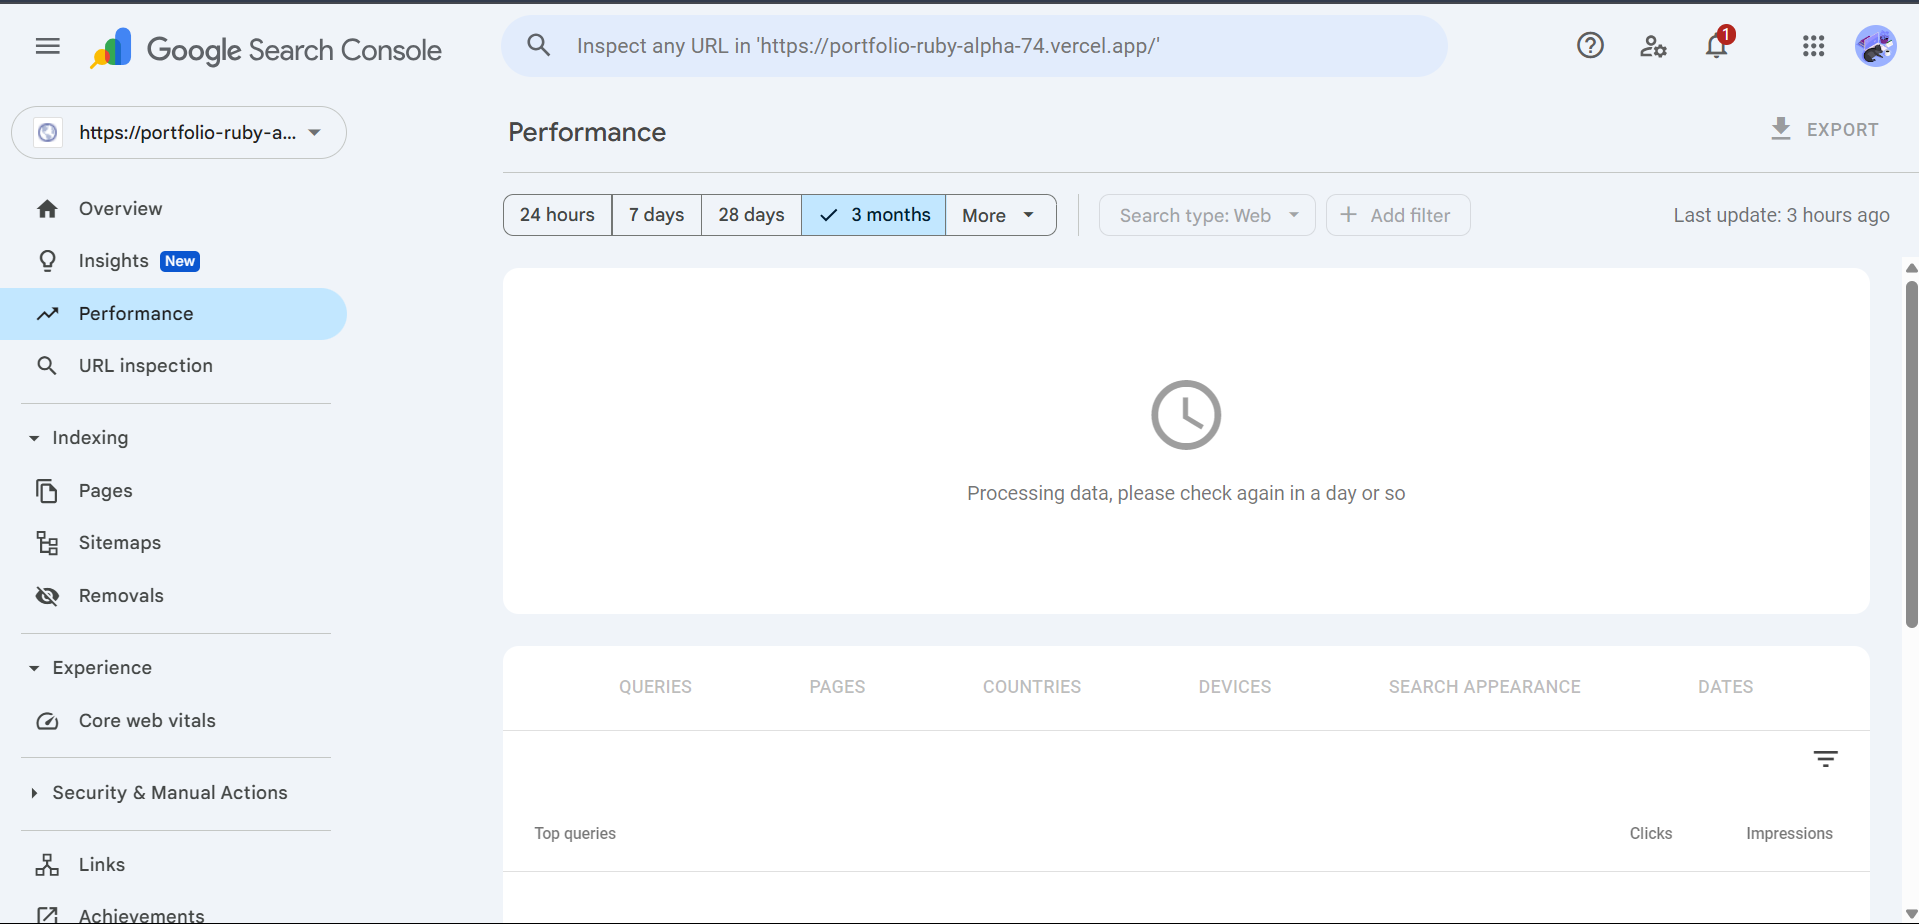 Google Search Console
Inspect any URL in 'https://portfolio-ruby-alpha-74.vercel.app/'
1
https://portfolio-ruby-a...
Performance
EXPORT
24 hours
7 days
28 days
3 months
More
Search type: Web
Add filter
Last update: 3 hours ago
Overview
Insights New
Performance
URL inspection
Indexing
Pages
Sitemaps
Removals
Experience
Core web vitals
Security & Manual Actions
Links
Achievements
Processing data, please check again in a day or so
QUERIES
PAGES
COUNTRIES
DEVICES
SEARCH APPEARANCE
DATES
Top queries
Clicks
Impressions